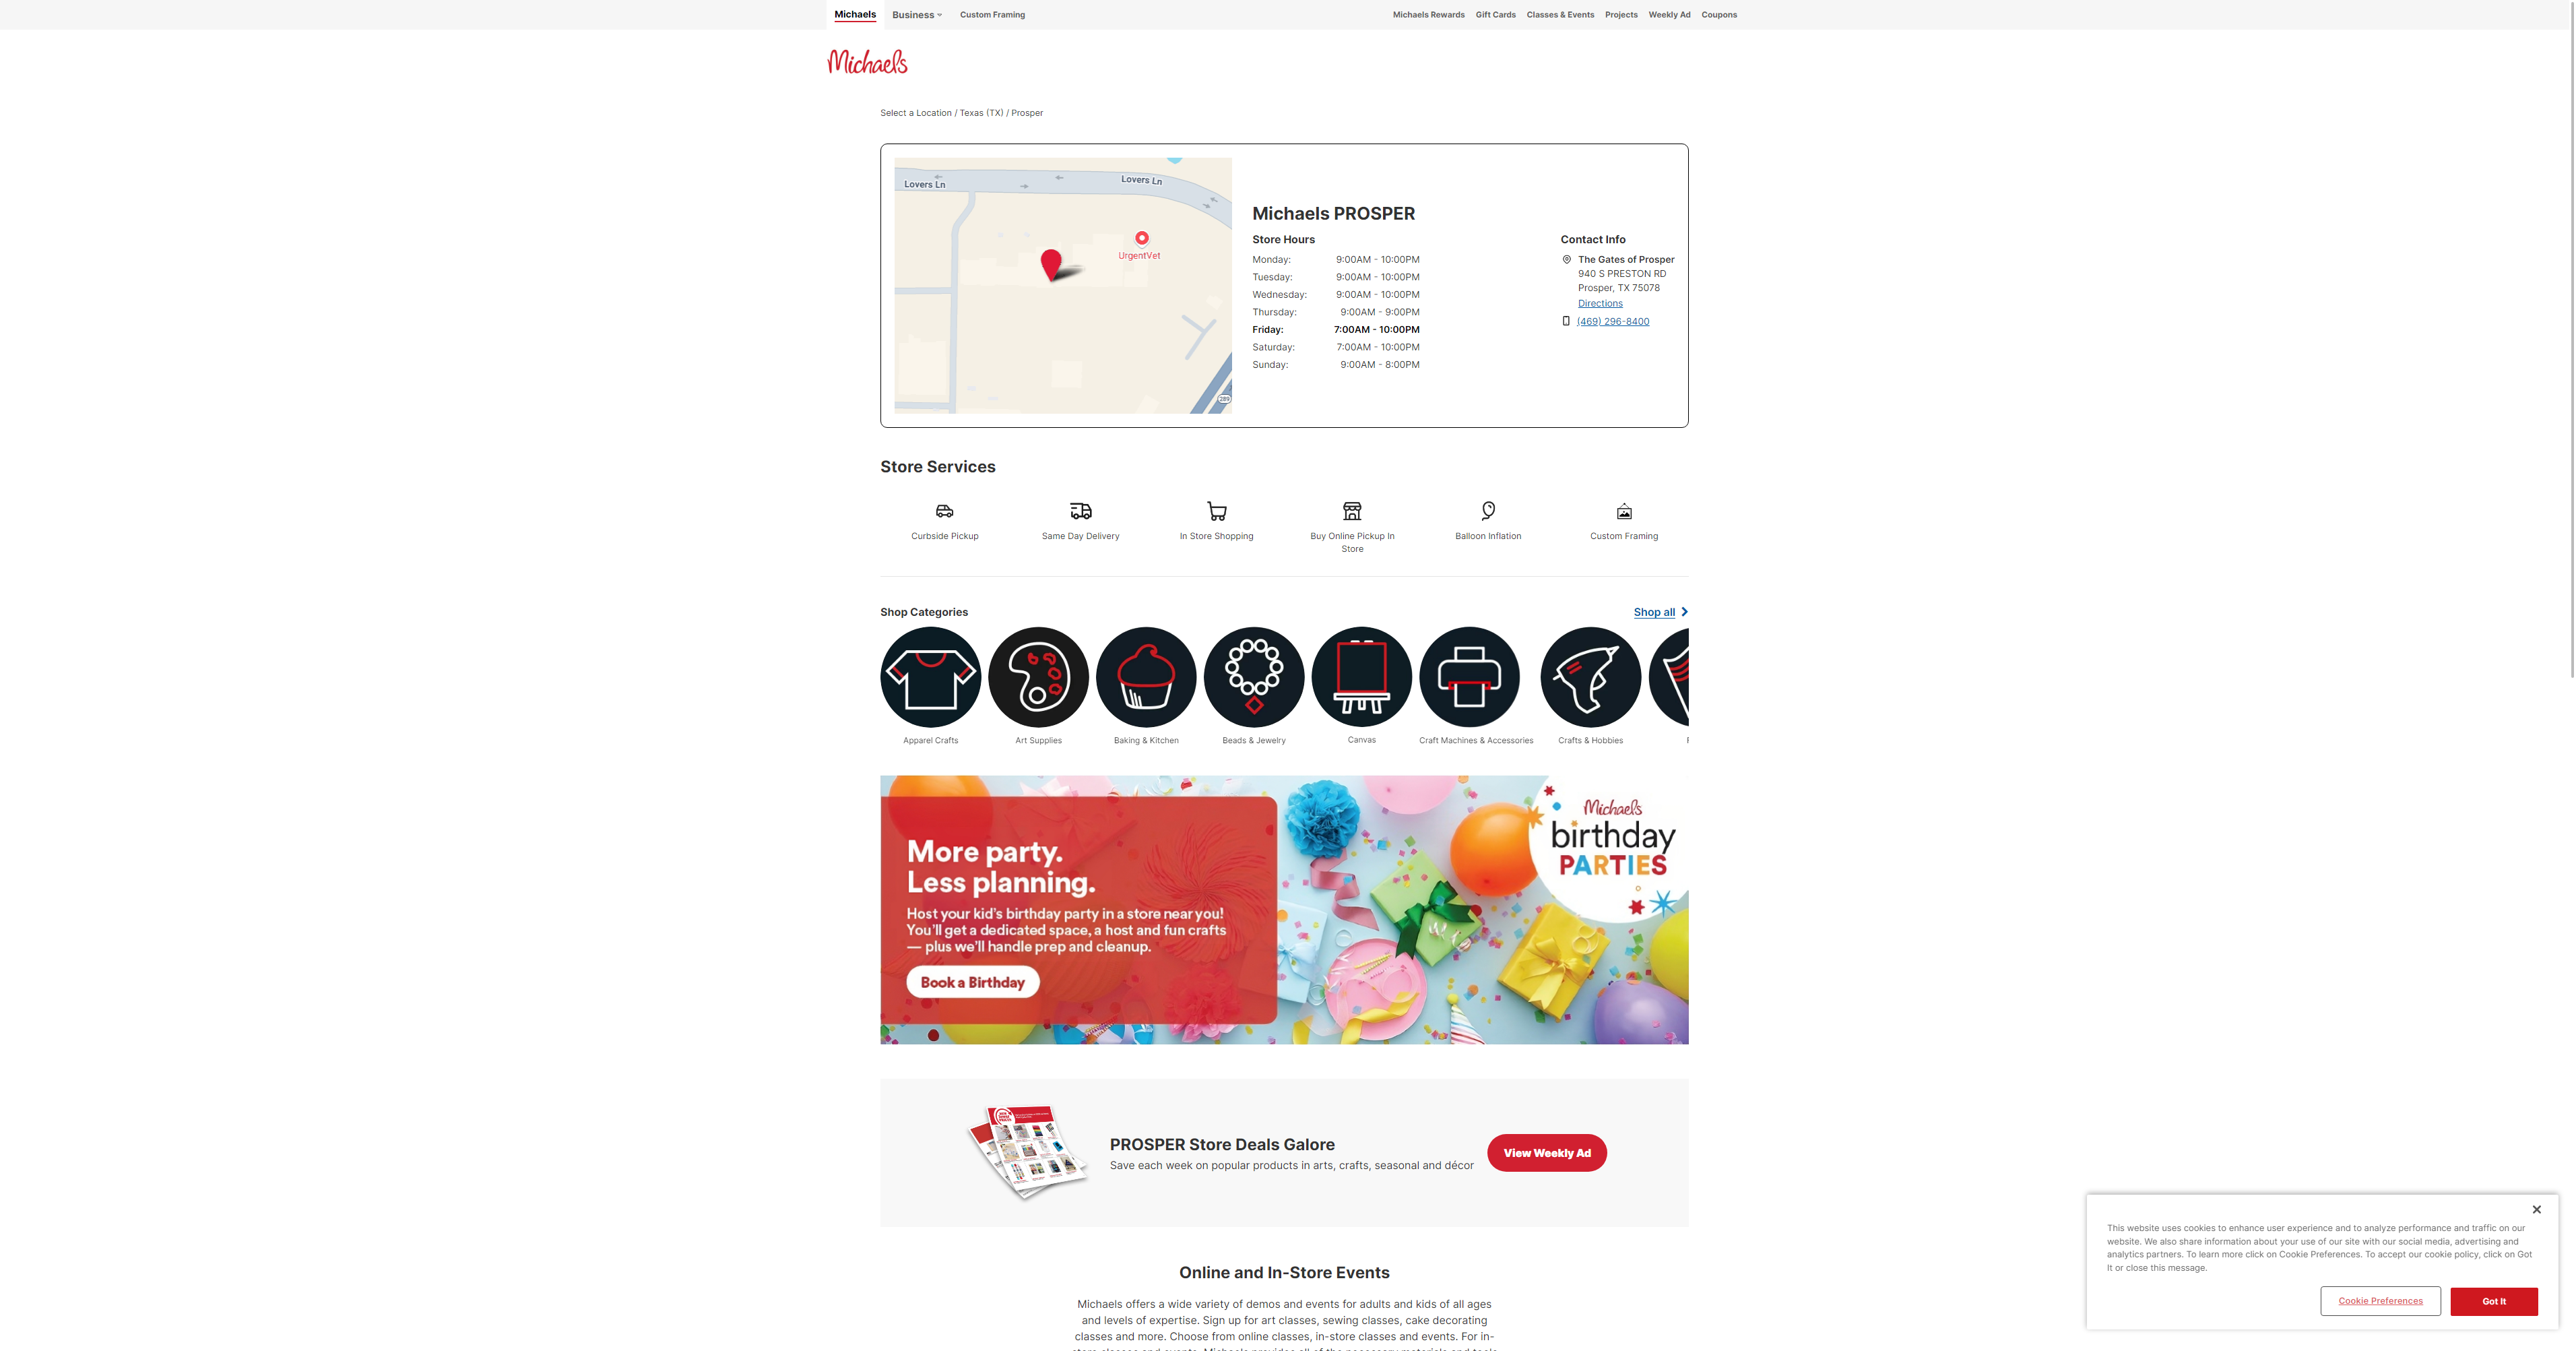 Michaels Business Custom Framing Michaels Rewards Gift Cards Classes & Events Projects Weekly Ad Coupons
Michaels
Select a Location / Texas (TX) / Prosper
Lovers Ln
Lovers Ln
UrgentVet
289
Michaels PROSPER
Store Hours
Monday: 9:00AM - 10:00PM
Tuesday: 9:00AM - 10:00PM
Wednesday: 9:00AM - 10:00PM
Thursday: 9:00AM - 9:00PM
Friday: 7:00AM - 10:00PM
Saturday: 7:00AM - 10:00PM
Sunday: 9:00AM - 8:00PM
Contact Info
The Gates of Prosper
940 S PRESTON RD
Prosper, TX 75078
Directions
(469) 296-8400
Store Services
Curbside Pickup
Same Day Delivery
In Store Shopping
Buy Online Pickup In
Store
Balloon Inflation
Custom Framing
Shop Categories
Shop all
Apparel Crafts
Art Supplies
Baking & Kitchen
Beads & Jewelry
Canvas
Craft Machines & Accessories
Crafts & Hobbies
More party.
Less planning.
Host your kid's birthday party in a store near you!
You'll get a dedicated space, a host and fun crafts
— plus we'll handle prep and cleanup.
Book a Birthday
Michaels
birthday
PARTIES
PROSPER Store Deals Galore
Save each week on popular products in arts, crafts, seasonal and décor
View Weekly Ad
Online and In-Store Events
Michaels offers a wide variety of demos and events for adults and kids of all ages
and levels of expertise. Sign up for art classes, sewing classes, cake decorating
classes and more. Choose from online classes, in-store classes and events. For in-
This website uses cookies to enhance user experience and to analyze performance and traffic on our
website. We also share information about your use of our site with our social media, advertising and
analytics partners. To learn more click on Cookie Preferences. To accept our cookie policy, click on Got
It or close this message.
Cookie Preferences
Got It